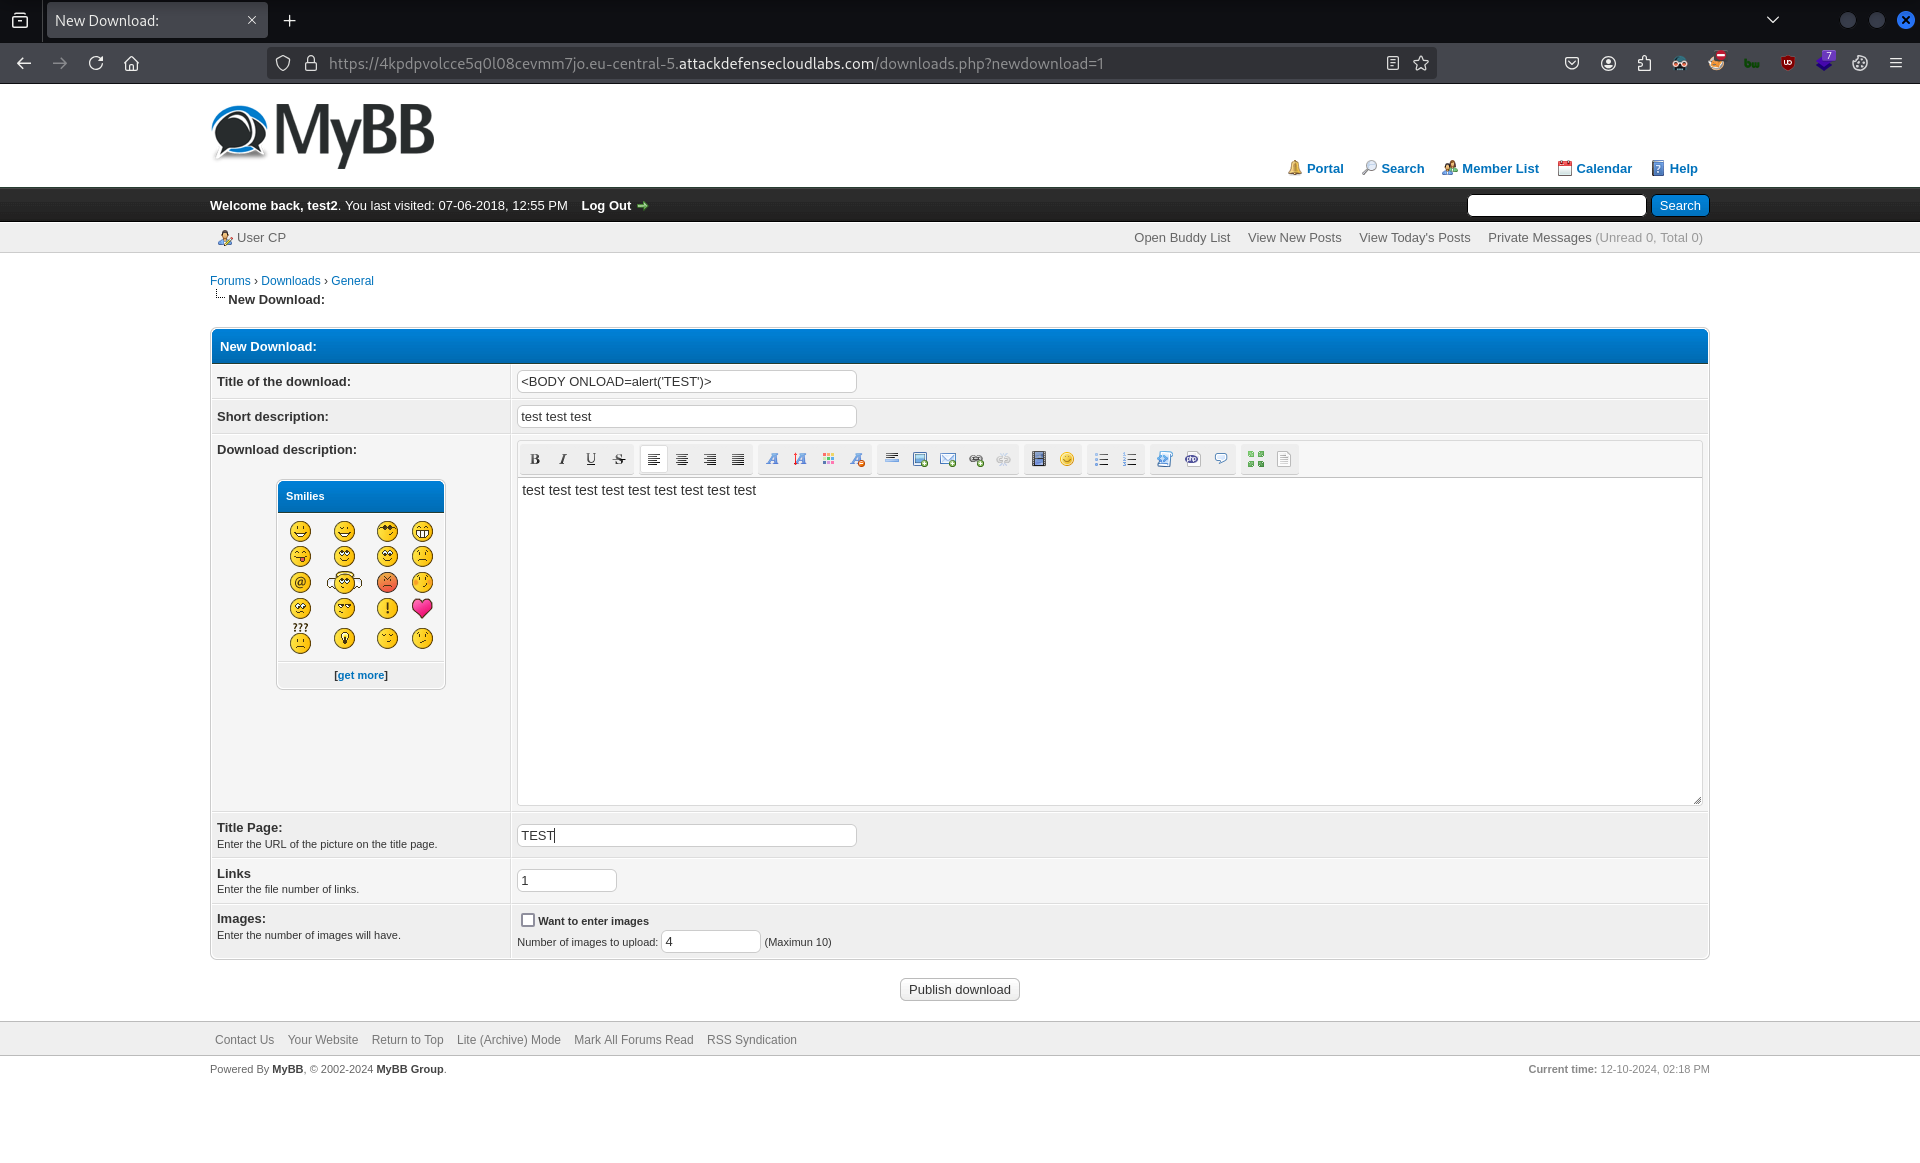 New Download:
https://4kpdpvolcce5q0l08cevmm7jo.eu-central-5.attackdefensecloudlabs.com/downloads.php?newdownload=1
7
MyBB
Portal Search Member List Calendar Help
Welcome back, test2. You last visited: 07-06-2018, 12:55 PM Log Out
Search
User CP
Open Buddy List View New Posts View Today's Posts Private Messages (Unread 0, Total 0)
Forums › Downloads › General
New Download:
New Download:
Title of the download:
<BODY ONLOAD=alert('TEST')>
Short description:
test test test
Download description:
test test test test test test test test test
Smilies
[get more]
Title Page:
Enter the URL of the picture on the title page.
TEST
Links
Enter the file number of links.
1
Images:
Enter the number of images will have.
Want to enter images
Number of images to upload: 4 (Maximun 10)
Publish download
Contact Us Your Website Return to Top Lite (Archive) Mode Mark All Forums Read RSS Syndication
Powered By MyBB, © 2002-2024 MyBB Group.
Current time: 12-10-2024, 02:18 PM